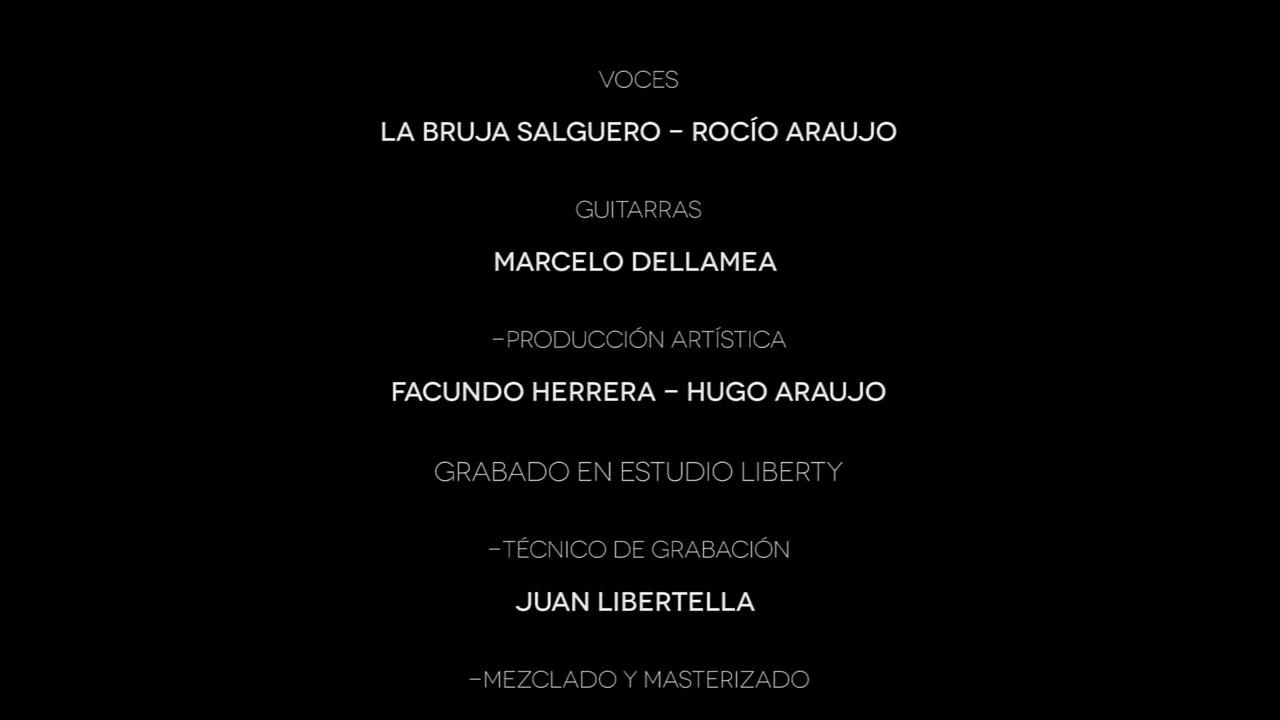 VOCES
LA BRUJA SALGUERO - ROCÍO ARAUJO
GUITARRAS
MARCELO DELLAMEA
-PRODUCCIÓN ARTÍSTICA
FACUNDO HERRERA - HUGO ARAUJO
GRABADO EN ESTUDIO LIBERTY
-TÉCNICO DE GRABACIÓN
JUAN LIBERTELLA
-MEZCLADO Y MASTERIZADO